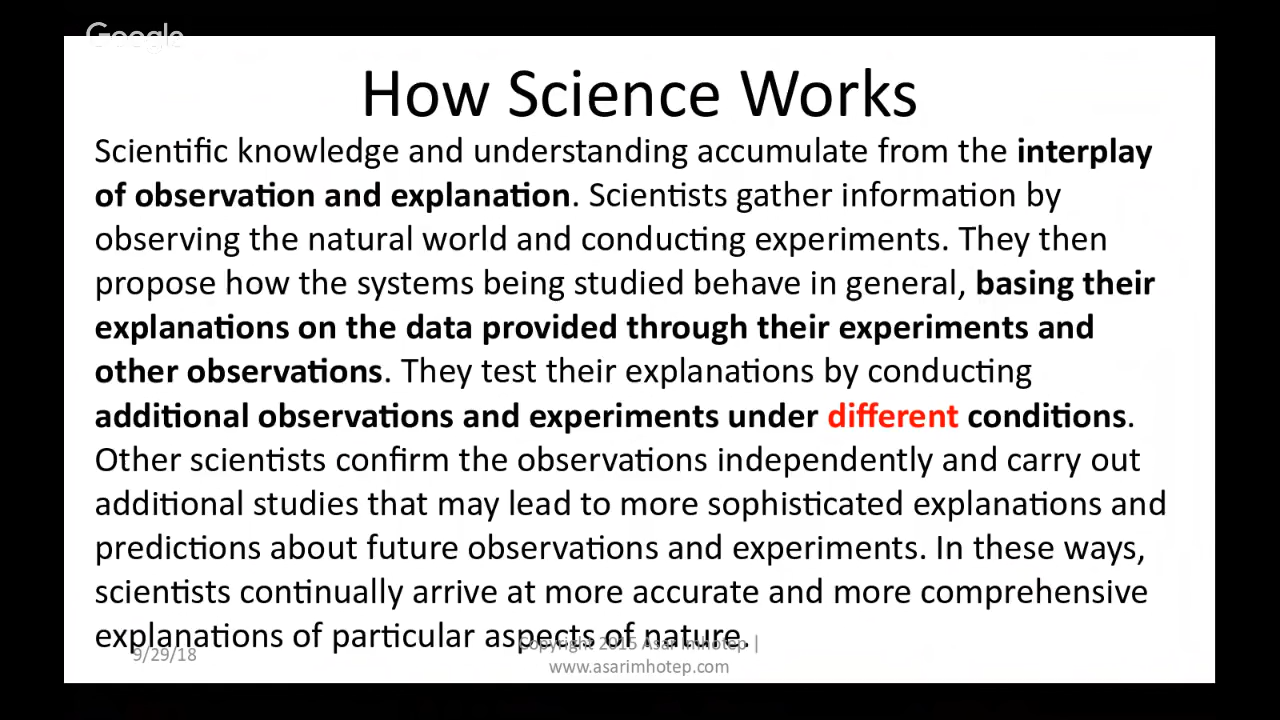 Google
How Science Works
Scientific knowledge and understanding accumulate from the interplay
of observation and explanation. Scientists gather information by
observing the natural world and conducting experiments. They then
propose how the systems being studied behave in general, basing their
explanations on the data provided through their experiments and
other observations. They test their explanations by conducting
additional observations and experiments under different conditions.
Other scientists confirm the observations independently and carry out
additional studies that may lead to more sophisticated explanations and
predictions about future observations and experiments. In these ways,
scientists continually arrive at more accurate and more comprehensive
explanations of particular aspects of nature.
9/29/18
Copyright 2015 Asar Imhotep |
www.asarimhotep.com